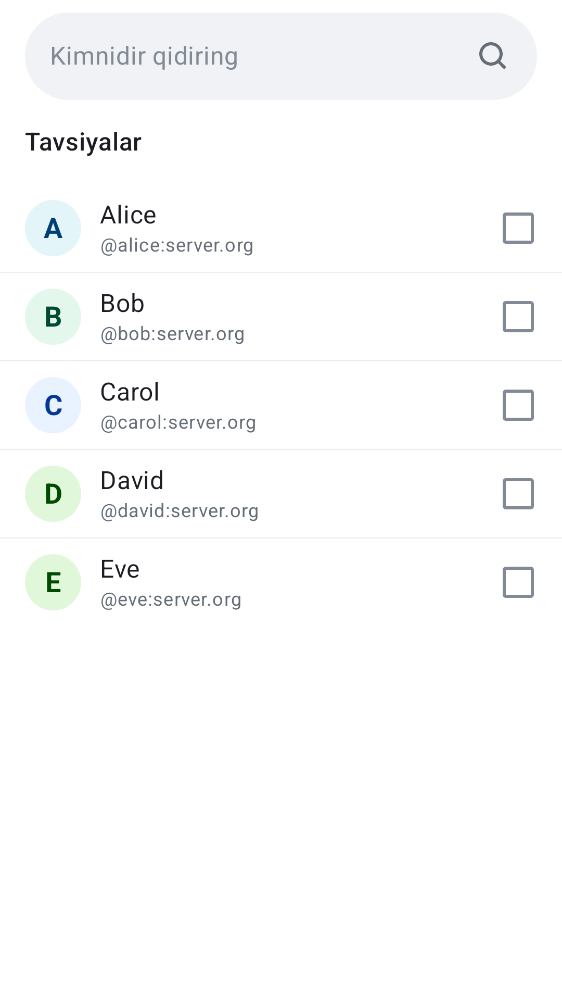 Kimnidir qidiring
Tavsiyalar
A
Alice
@alice:server.org
B
Bob
@bob:server.org
C
Carol
@carol:server.org
D
David
@david:server.org
E
Eve
@eve:server.org